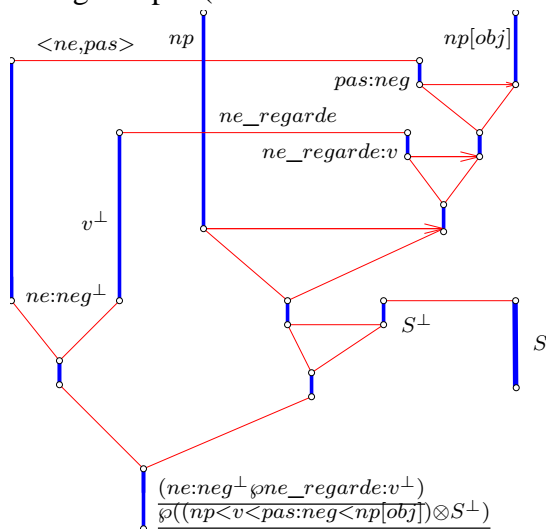 <ne,pas>
np
np[obj]
pas:neg
ne_regarde
ne_regarde:v
v⊥
ne:neg⊥
S⊥
S
(ne:neg⊥℘ne_regarde:v⊥)
℘((np<v<pas:neg<np[obj])⊗S⊥)